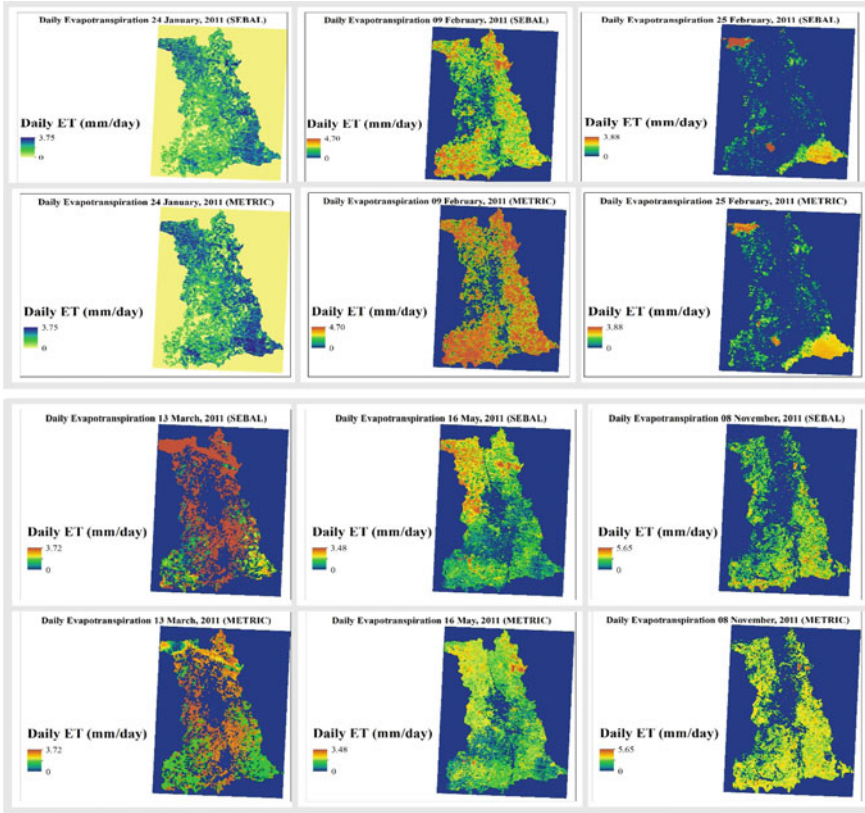 Daily Evapotranspiration 24 January, 2011 (SEBAL)
Daily ET (mm/day)
3.75
0
Daily Evapotranspiration 09 February, 2011 (SEBAL)
Daily ET (mm/day)
4.70
0
Daily Evapotranspiration 25 February, 2011 (SEBAL)
Daily ET (mm/day)
3.88
0
Daily Evapotranspiration 24 January, 2011 (METRIC)
Daily ET (mm/day)
3.75
0
Daily Evapotranspiration 09 February, 2011 (METRIC)
Daily ET (mm/day)
4.70
0
Daily Evapotranspiration 25 February, 2011 (METRIC)
Daily ET (mm/day)
3.88
0
Daily Evapotranspiration 13 March, 2011 (SEBAL)
Daily ET (mm/day)
3.72
0
Daily Evapotranspiration 16 May, 2011 (SEBAL)
Daily ET (mm/day)
3.48
0
Daily Evapotranspiration 08 November, 2011 (SEBAL)
Daily ET (mm/day)
5.65
0
Daily Evapotranspiration 13 March, 2011 (METRIC)
Daily ET (mm/day)
3.72
0
Daily Evapotranspiration 16 May, 2011 (METRIC)
Daily ET (mm/day)
3.48
0
Daily Evapotranspiration 08 November, 2011 (METRIC)
Daily ET (mm/day)
5.65
0